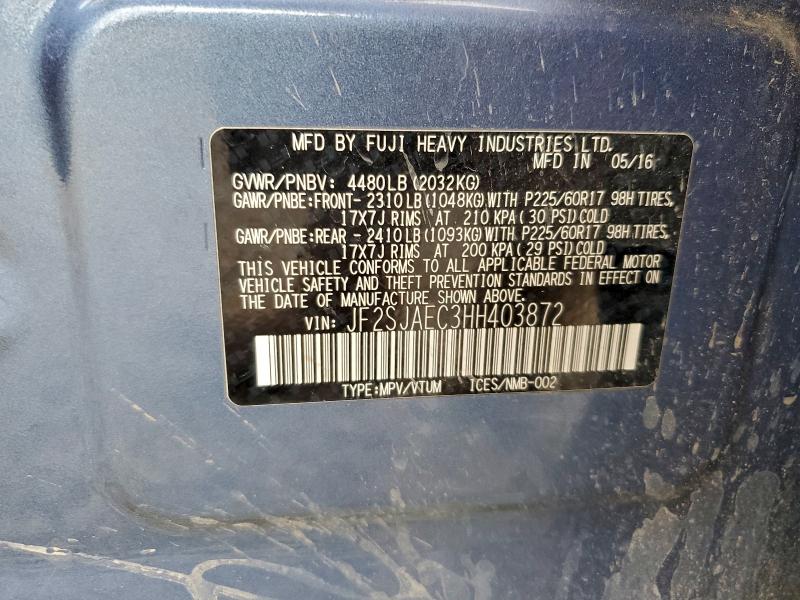 MFD BY FUJI HEAVY INDUSTRIES,LTD.
MFD IN 05/16
GVWR/PNBV: 4480LB(2032KG)
GAWR/PNBE:FRONT- 2310LB(1048KG)WITH P225/60R17 98H TIRES,
17X7J RIMS AT 210 KPA(30 PSI)COLD
GAWR/PNBE:REAR - 2410LB(1093KG)WITH P225/60R17 98H TIRES,
17X7J RIMS AT 200 KPA(29 PSI)COLD
THIS VEHICLE CONFORMS TO ALL APPLICABLE FEDERAL MOTOR
VEHICLE SAFETY AND THEFT PREVENTION STANDARDS IN EFFECT ON
THE DATE OF MANUFACTURE SHOWN ABOVE.
VIN: JF2SJAEC3HH403872
TYPE:MPV/VTUM ICES/NMB-002